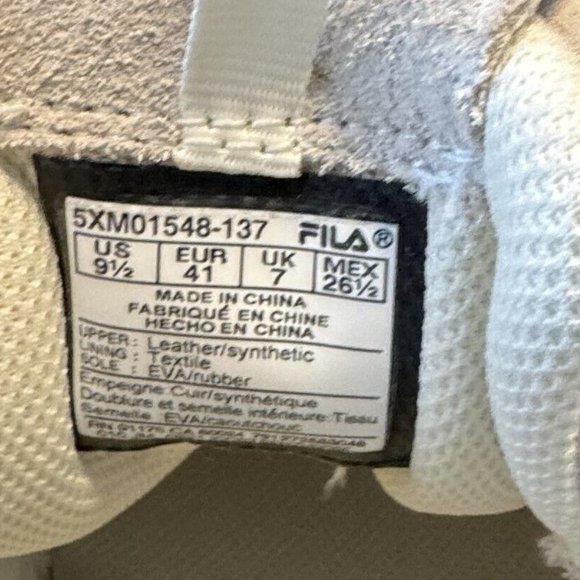 5XM01548-137 FILA®
US EUR UK MEX
9½ 41 7 26½
MADE IN CHINA
FABRIQUÉ EN CHINE
HECHO EN CHINA
UPPER: Leather/synthetic
LINING: Textile
SOLE: EVA/rubber
Empeigne: Cuir/synthétique
Doublure et semelle intérieure: Tissu
Semelle: EVA/caoutchouc